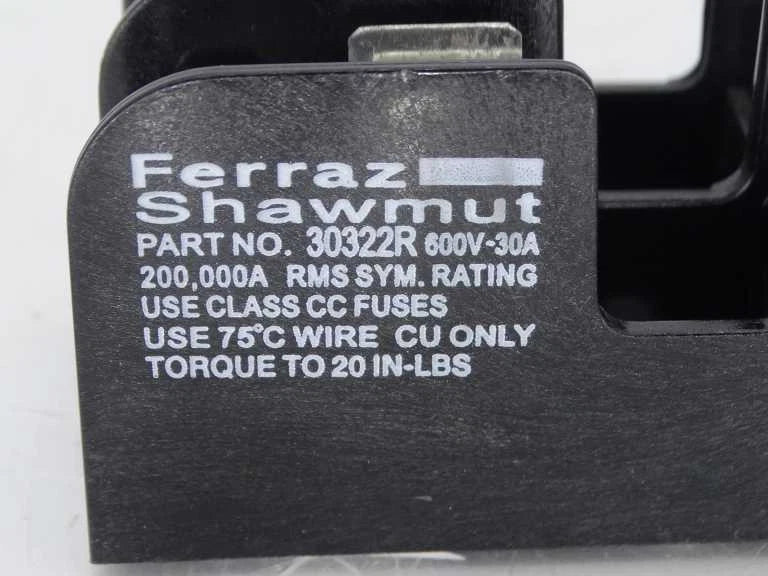 Ferraz
Shawmut
PART NO. 30322R 600V-30A
200,000A RMS SYM. RATING
USE CLASS CC FUSES
USE 75°C WIRE CU ONLY
TORQUE TO 20 IN-LBS